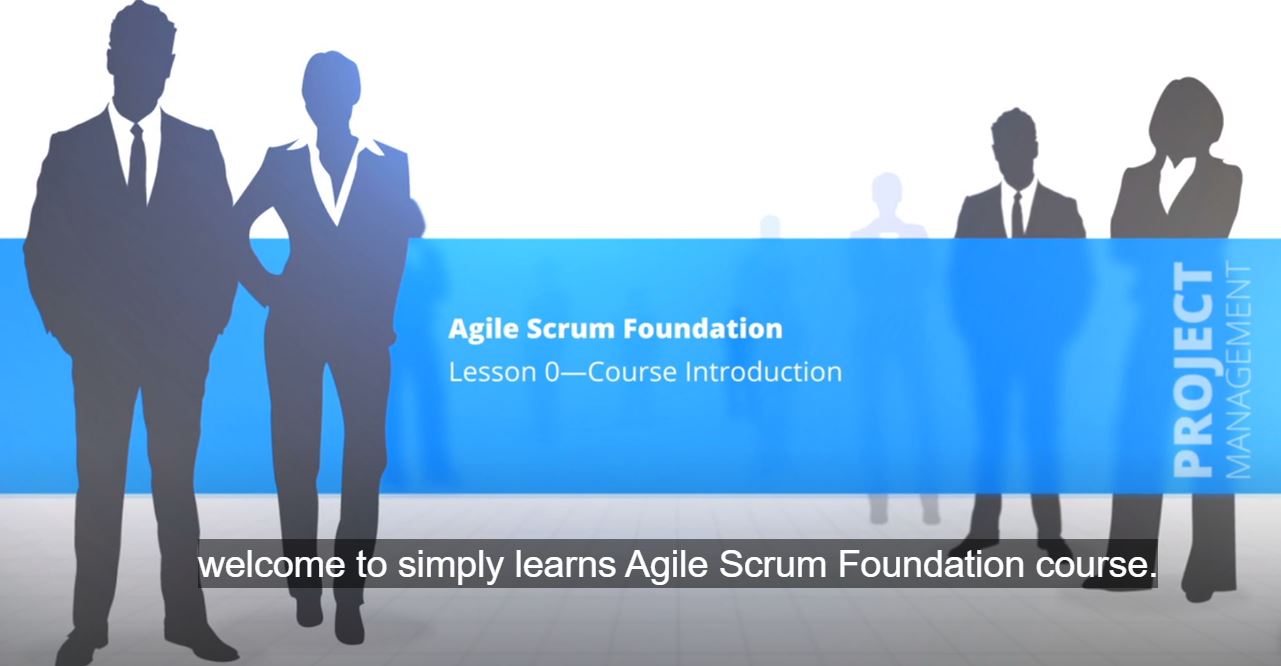 Agile Scrum Foundation
Lesson 0—Course Introduction
PROJECT
MANAGEMENT
welcome to simply learns Agile Scrum Foundation course.